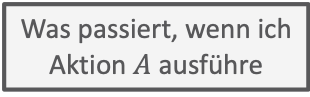 Was passiert, wenn ich
Aktion 𝐴 ausführe